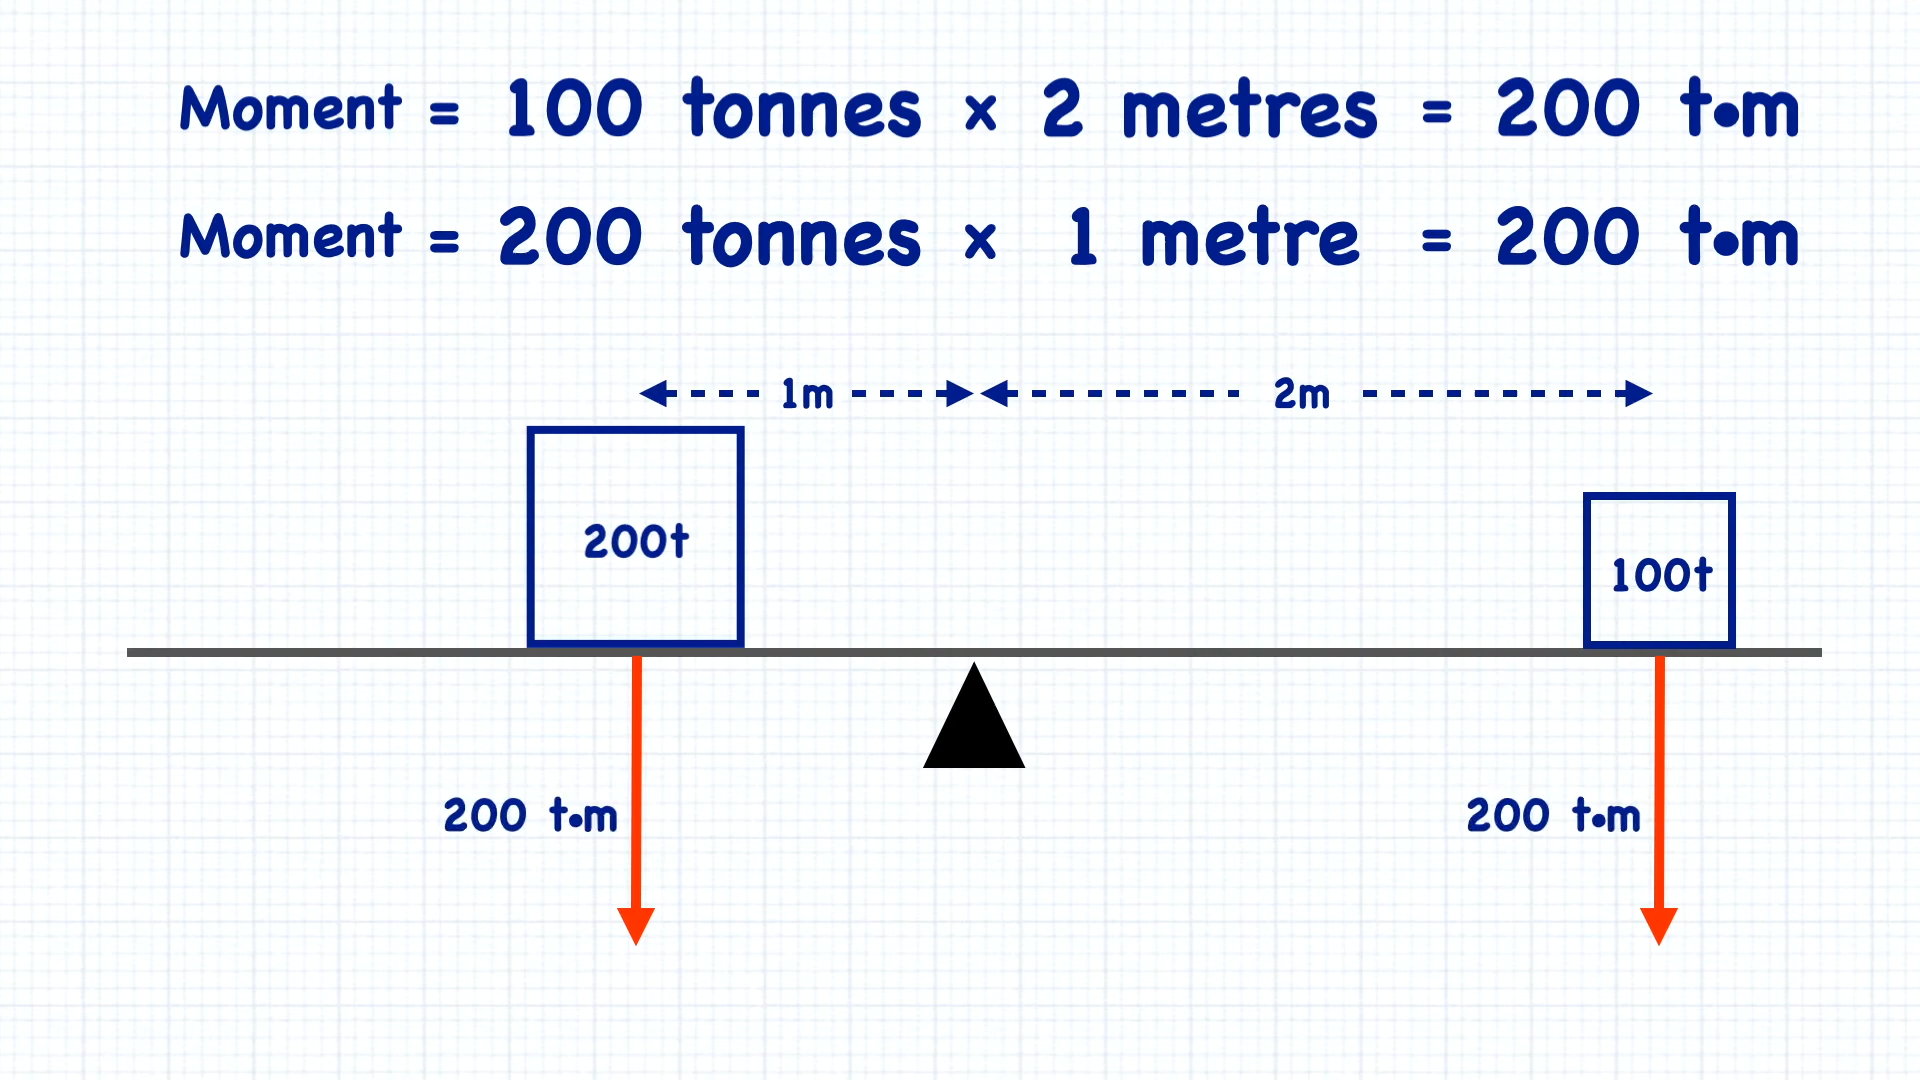 Moment = 100 tonnes x 2 metres = 200 t•m
Moment = 200 tonnes x 1 metre = 200 t•m
1m 2m
200t
100t
200 t•m 200 t•m